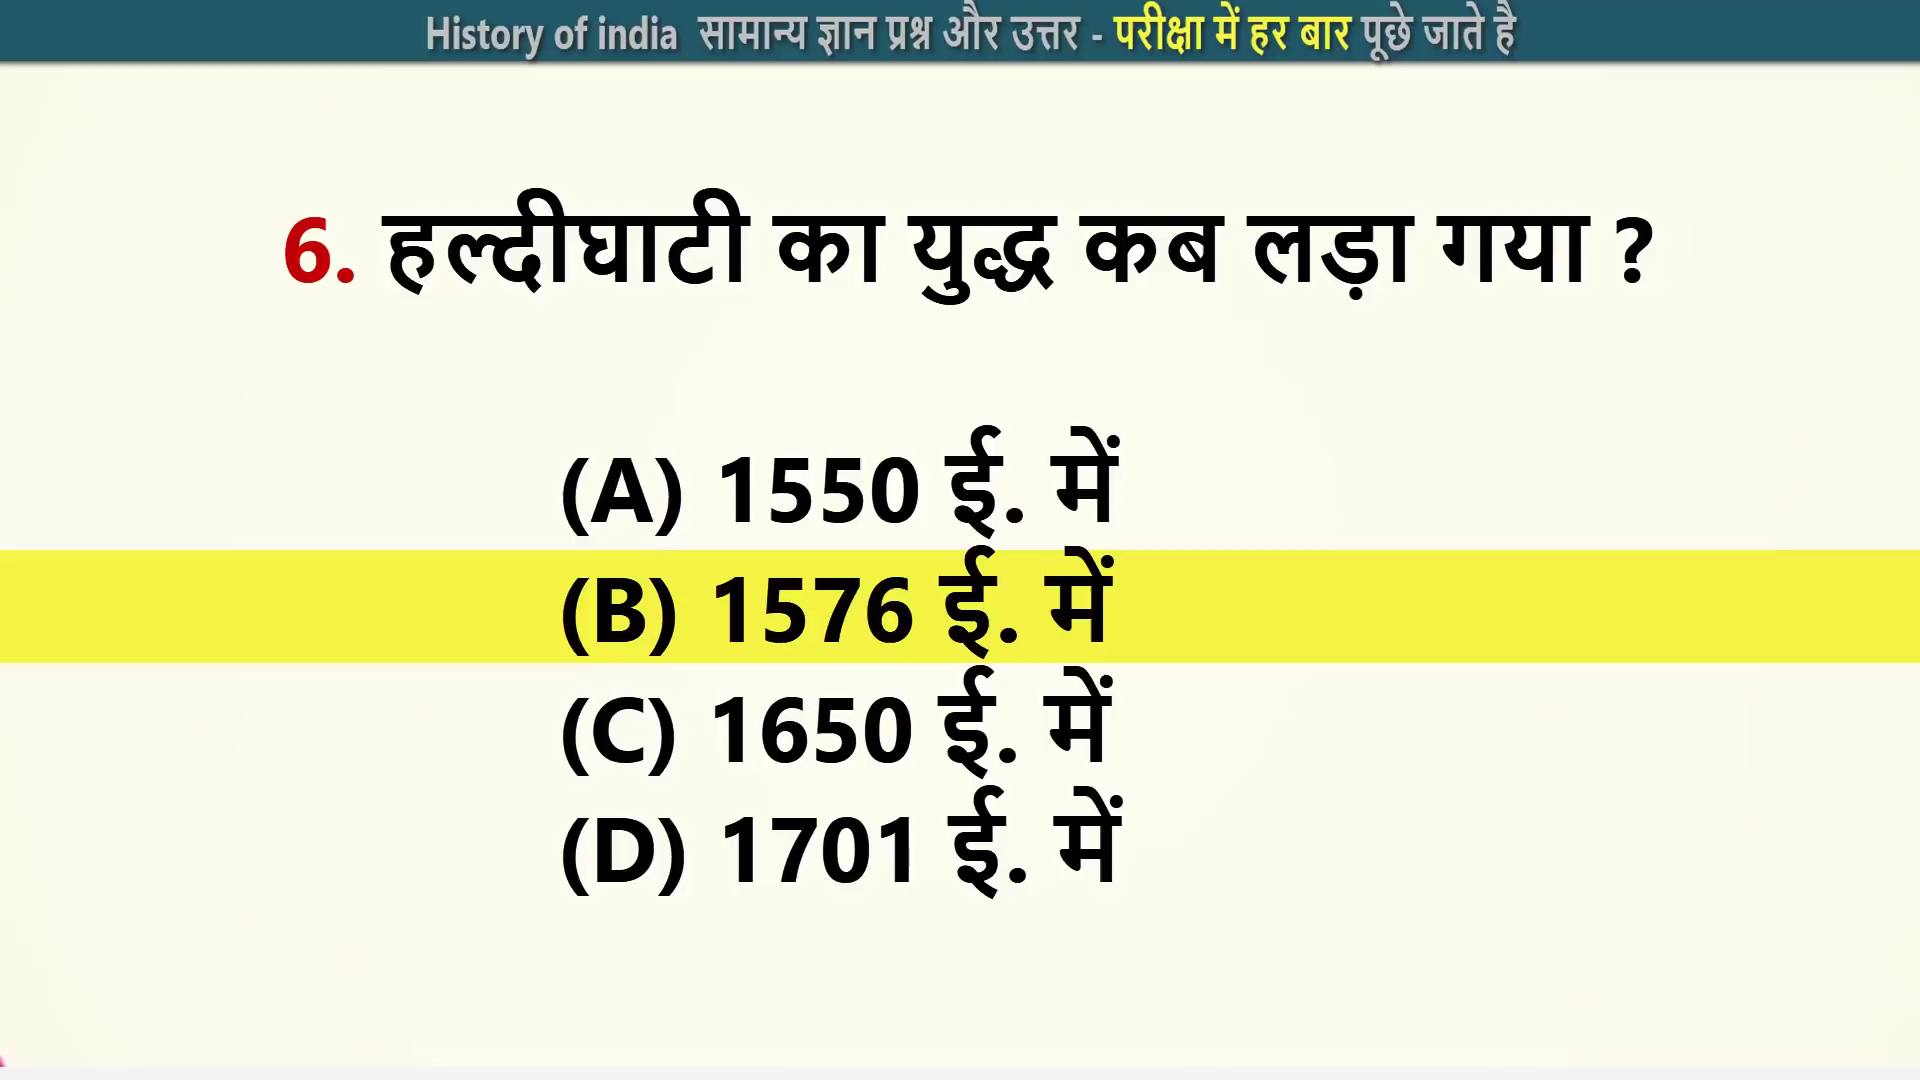 History of india सामान्य ज्ञान प्रश्न और उत्तर - परीक्षा में हर बार पूछे जाते है
6. हल्दीघाटी का युद्ध कब लड़ा गया ?
(A) 1550 ई. में
(B) 1576 ई. में
(C) 1650 ई. में
(D) 1701 ई. में